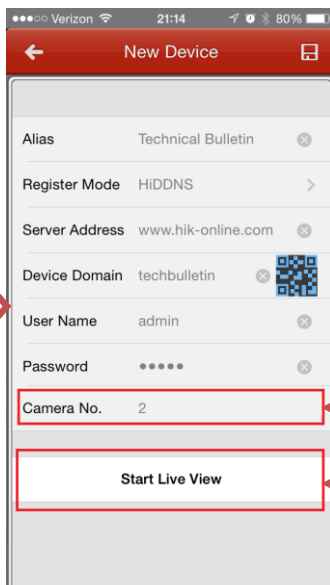 Verizon 21:14 80%
New Device
Alias Technical Bulletin
Register Mode HiDDNS
Server Address www.hik-online.com
Device Domain techbulletin
User Name admin
Password •••••
Camera No. 2
Start Live View